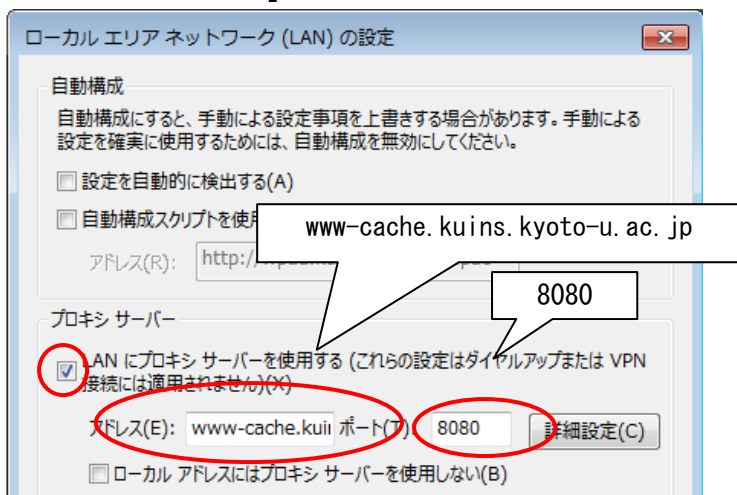 ローカル エリア ネットワーク (LAN) の設定
自動構成
自動構成にすると、手動による設定事項を上書きする場合があります。手動による
設定を確実に使用するためには、自動構成を無効にしてください。
設定を自動的に検出する(A)
自動構成スクリプトを使
www-cache.kuins.kyoto-u.ac.jp
アドレス(R): http://
8080
プロキシ サーバー
LAN にプロキシ サーバーを使用する (これらの設定はダイヤルアップまたは VPN
接続には適用されません)(X)
アドレス(E): www-cache.kuin ポート(T): 8080 詳細設定(C)
ローカル アドレスにはプロキシ サーバーを使用しない(B)